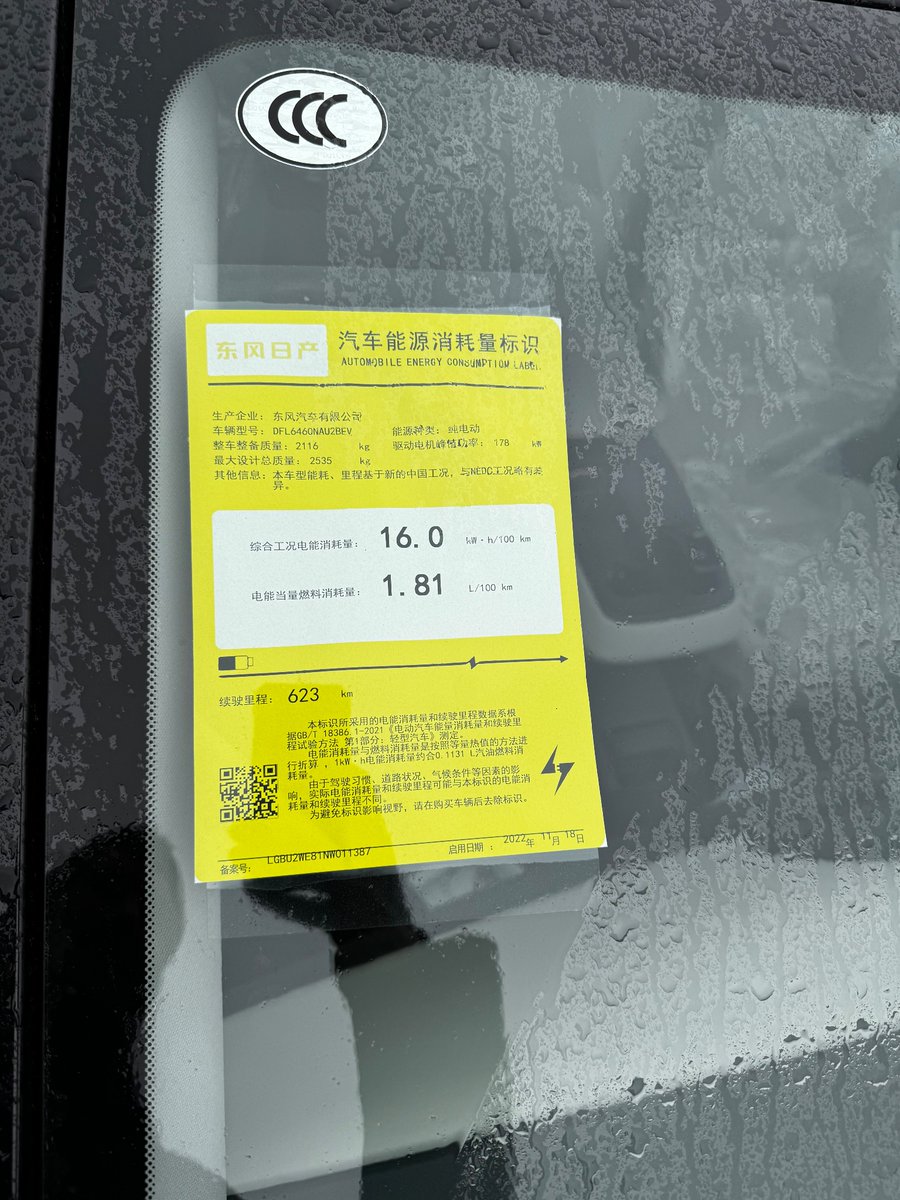 CCC
东风日产
汽车能源消耗量标识
AUTOMOBILE ENERGY CONSUMPTION LABEL
生产企业： 东风汽车有限公司
车辆型号： DFL6460NAU2BEV 能源种类： 纯电动
整车整备质量： 2116 kg 驱动电机峰值功率： 178 kW
最大设计总质量： 2535 kg
其他信息： 本车型能耗、里程基于新的中国工况，与NEDC工况略有差
异。
综合工况电能消耗量： 16.0 kW·h/100 km
电能当量燃料消耗量： 1.81 L/100 km
续驶里程： 623 km
本标识所采用的电能消耗量和续驶里程数据系根
据GB/T 18386.1-2021《电动汽车能量消耗量和续驶里
程试验方法 第1部分：轻型汽车》测定。
电能消耗量与燃料消耗量是按照等量热值的方法进
行折算，1kW·h电能消耗量约合0.1131 L汽油燃料消
耗量。
由于驾驶习惯、道路状况、气候条件等因素的影
响，实际电能消耗量和续驶里程可能与本标识的电能消
耗量和续驶里程不同。
为避免标识影响视野，请在购买车辆后去除标识。
备案号： LGBU2WE81NW011387 启用日期： 2022年 11月 18日